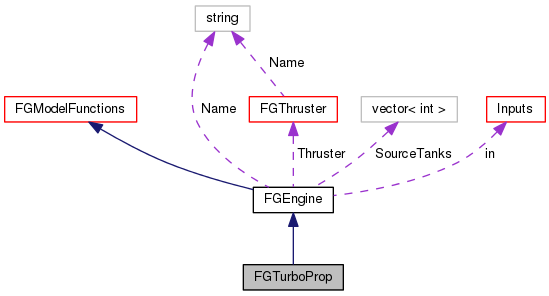 string
Name
FGModelFunctions
Name
FGThruster
vector< int >
Inputs
Thruster
SourceTanks
in
FGEngine
FGTurboProp